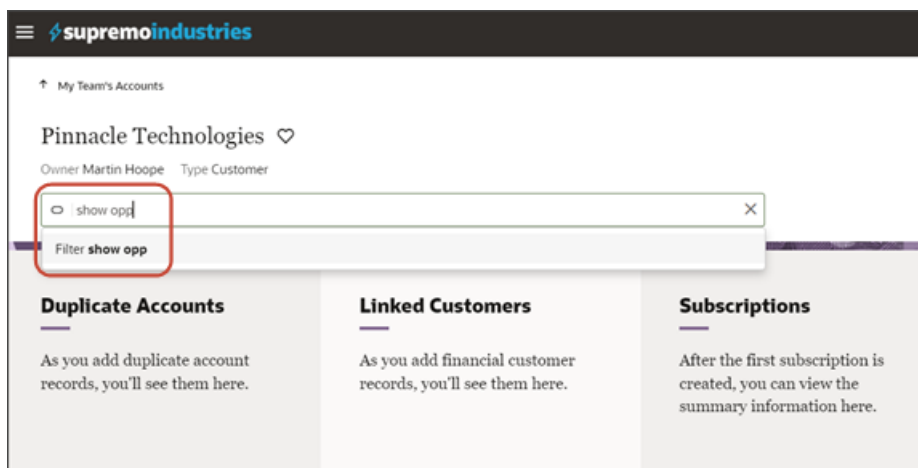 supremoindustries
My Team's Accounts
Pinnacle Technologies
Owner Martin Hoope Type Customer
show opp
Filter show opp
Duplicate Accounts
As you add duplicate account
records, you'll see them here.
Linked Customers
As you add financial customer
records, you'll see them here.
Subscriptions
After the first subscription is
created, you can view the
summary information here.